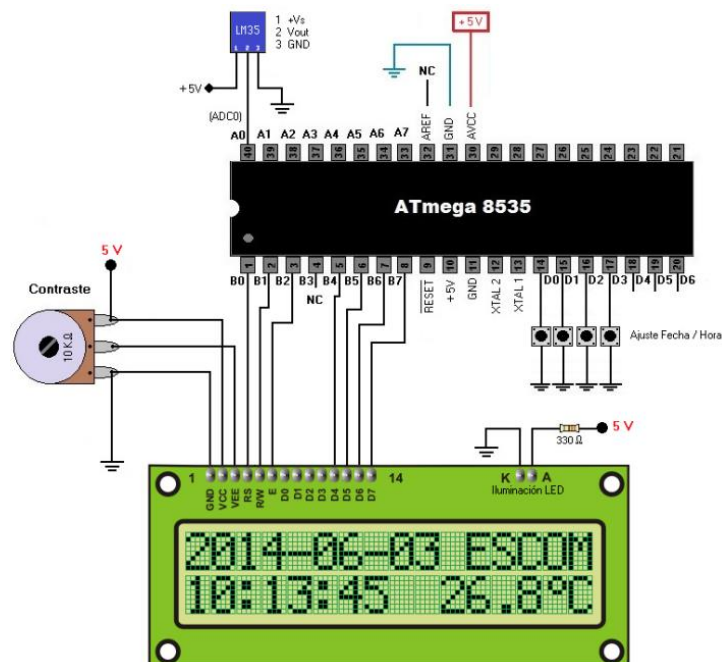 LM35
1 +Vs
2 Vout
3 GND
1 2 3
+5V
(ADC0)
+5V
NC
AREF
GND
AVCC
A0 A1 A2 A3 A4 A5 A6 A7
40 39 38 37 36 35 34 33 32 31 30 29 28 27 26 25 24 23 22 21
ATmega 8535
1 2 3 4 5 6 7 8 9 10 11 12 13 14 15 16 17 18 19 20
B0 B1 B2 B3 B4 B5 B6 B7
NC
RESET
+5V
GND
XTAL 2
XTAL 1
D0 D1 D2 D3 D4 D5 D6
5 V
Contraste
10 KΩ
Ajuste Fecha / Hora
5 V
330 Ω
1
14
GND VCC VEE RS R/W E D0 D1 D2 D3 D4 D5 D6 D7
K A
Iluminación LED
2014-06-03 ESCOM
10:13:45 26.8ºC